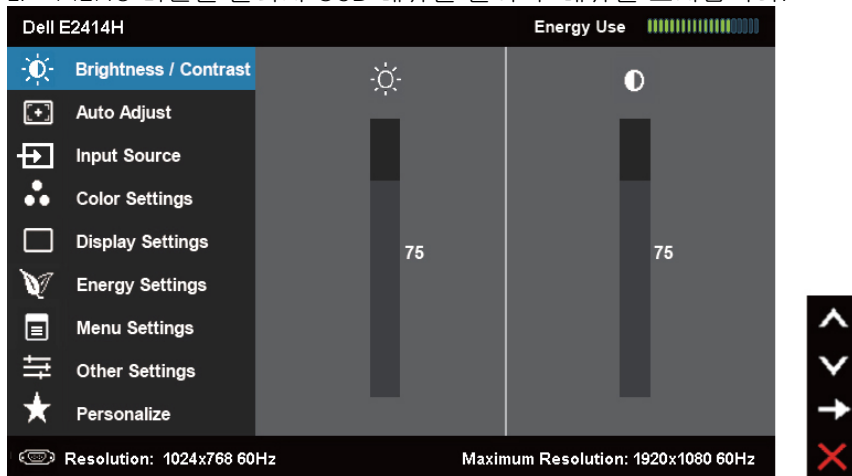 Dell E2414H Energy Use
Brightness / Contrast
Auto Adjust
Input Source
Color Settings
Display Settings
75 75
Energy Settings
Menu Settings
Other Settings
Personalize
Resolution: 1024x768 60Hz Maximum Resolution: 1920x1080 60Hz